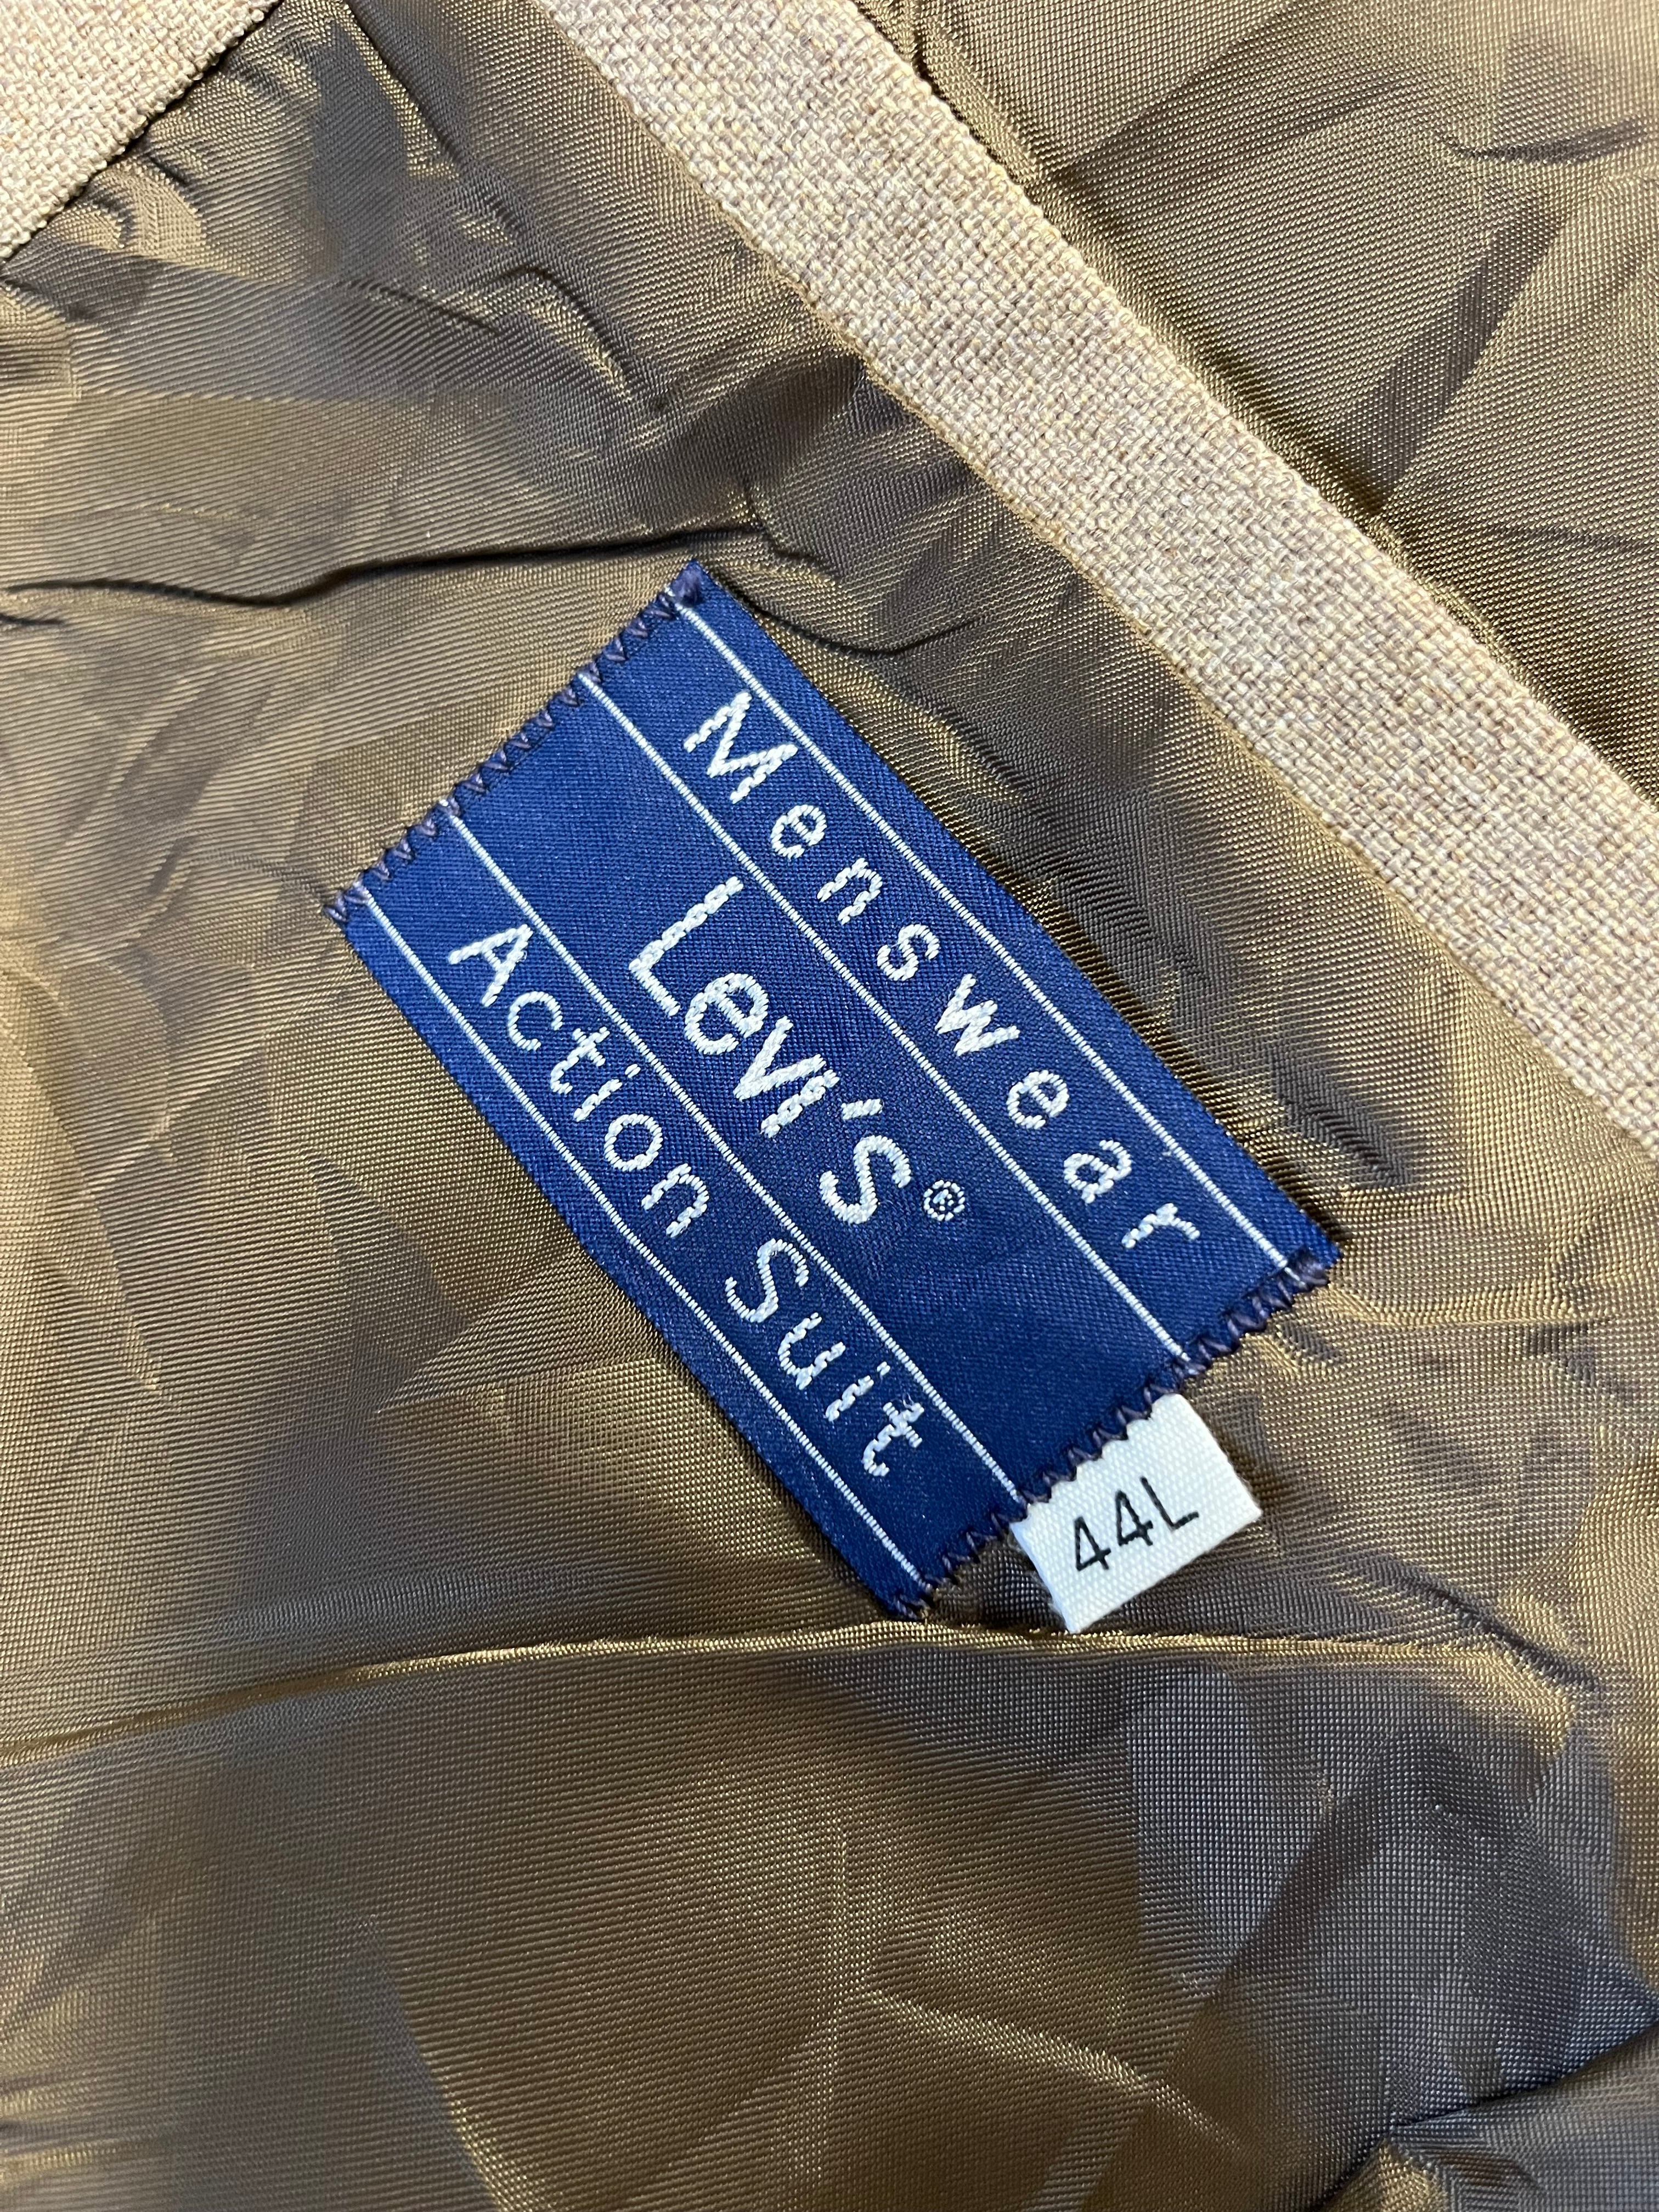 Menswear
Levi's®
Action Suit
44L